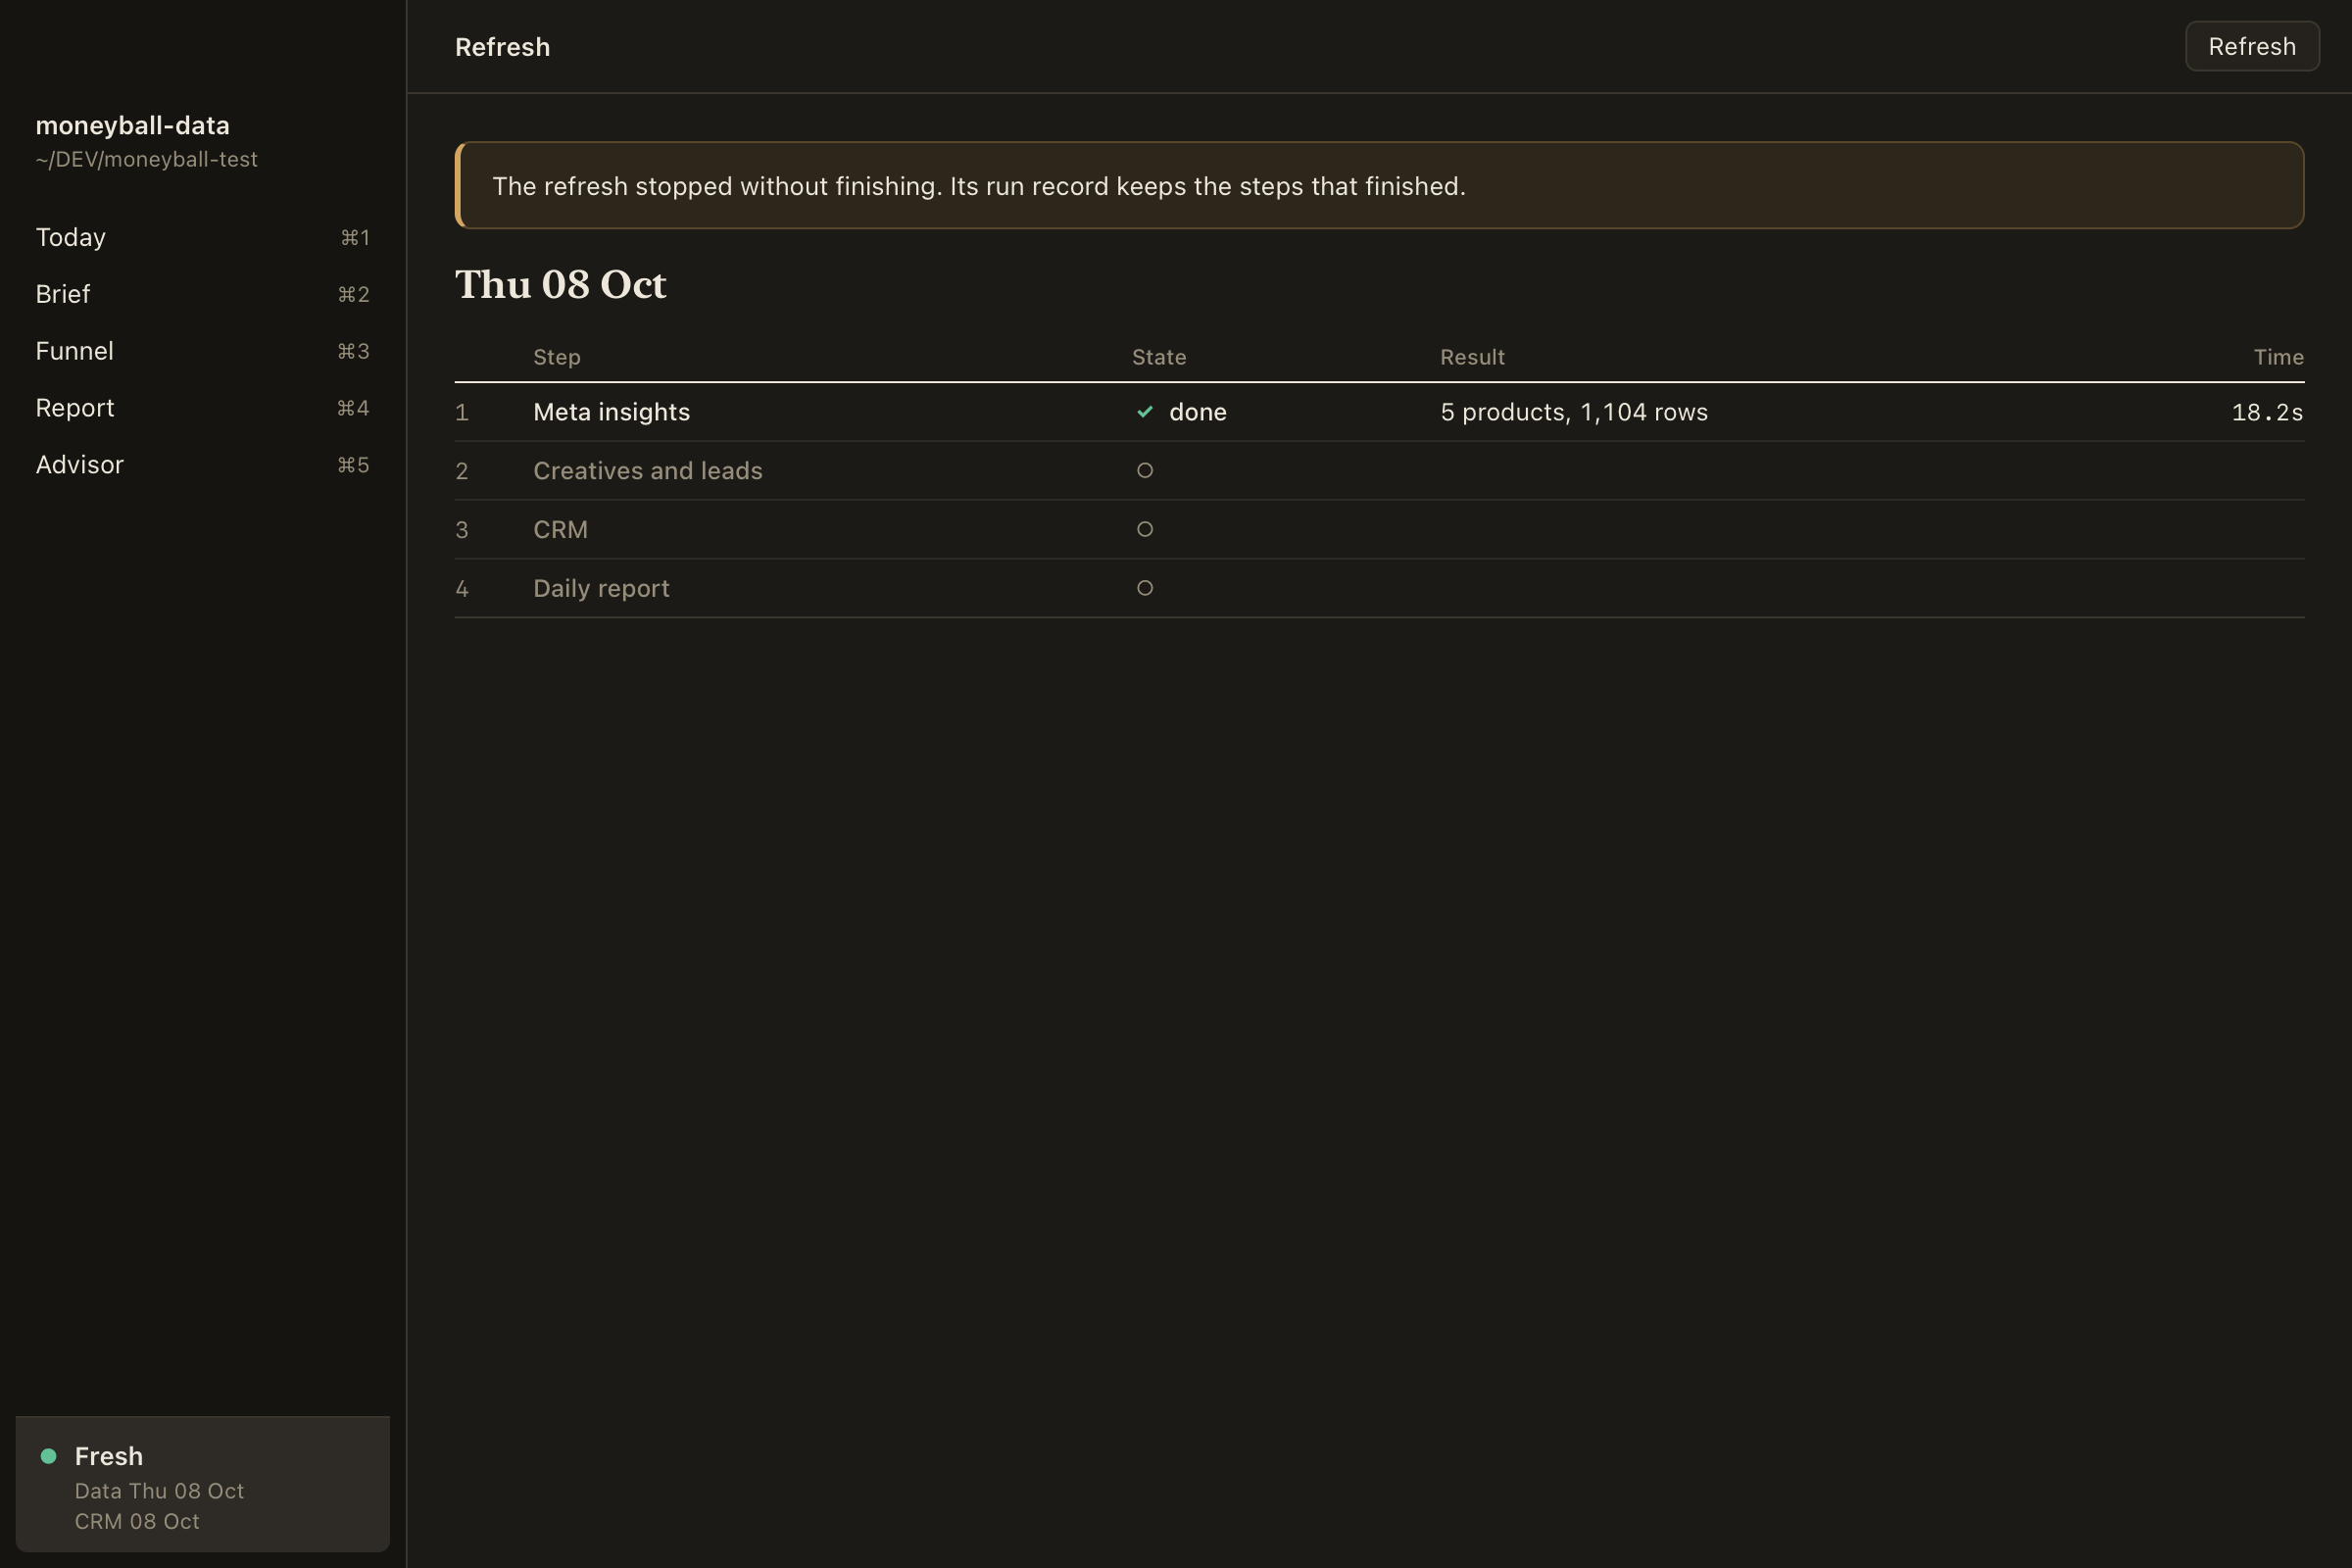 Refresh
Refresh
moneyball-data
~/DEV/moneyball-test
Today ⌘1
Brief ⌘2
Funnel ⌘3
Report ⌘4
Advisor ⌘5
The refresh stopped without finishing. Its run record keeps the steps that finished.
Thu 08 Oct
Step State Result Time
1 Meta insights ✓ done 5 products, 1,104 rows 18.2s
2 Creatives and leads
3 CRM
4 Daily report
Fresh
Data Thu 08 Oct
CRM 08 Oct